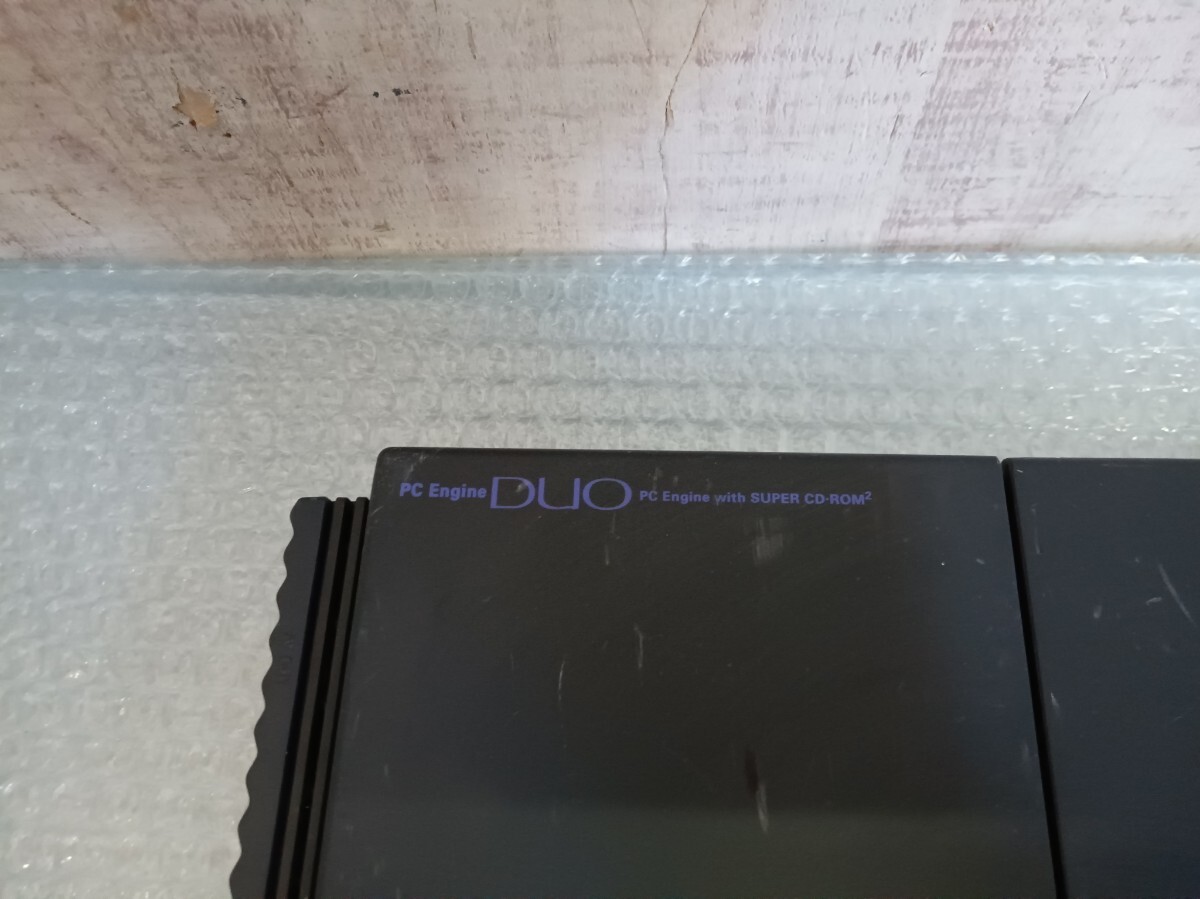 PC Engine DUO PC Engine with SUPER CD-ROM²